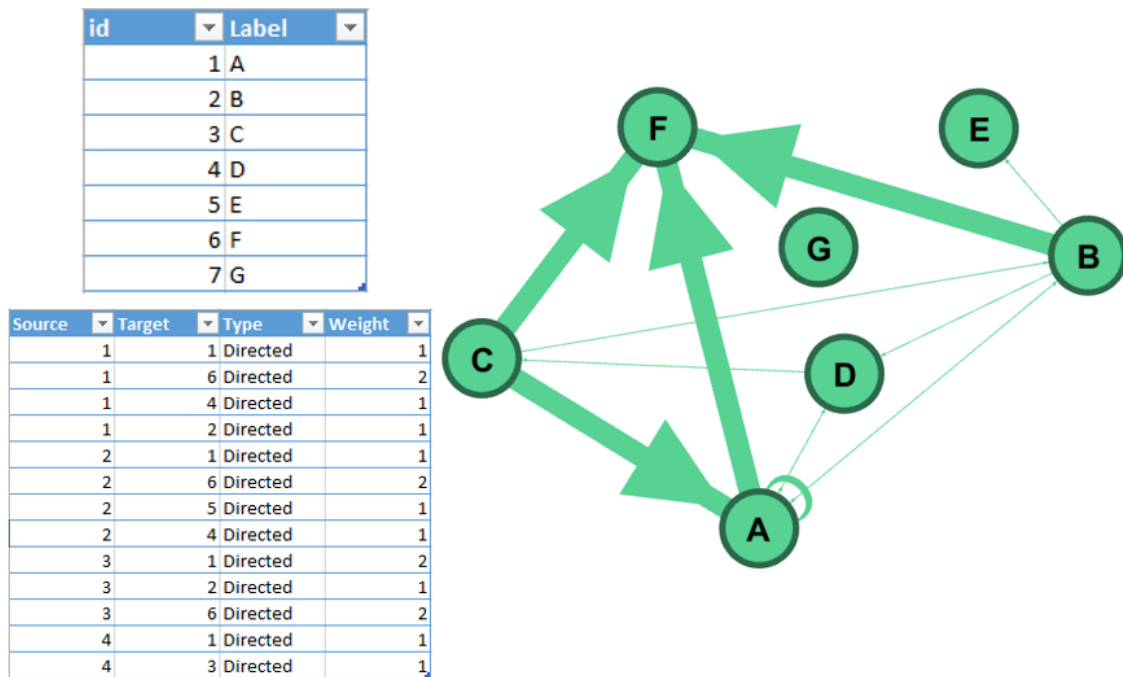 id Label
1 A
2 B
3 C
4 D
5 E
6 F
7 G
Source Target Type Weight
1 1 Directed 1
1 6 Directed 2
1 4 Directed 1
1 2 Directed 1
2 1 Directed 1
2 6 Directed 2
2 5 Directed 1
2 4 Directed 1
3 1 Directed 2
3 2 Directed 1
3 6 Directed 2
4 1 Directed 1
4 3 Directed 1
F
E
G
B
C
D
A